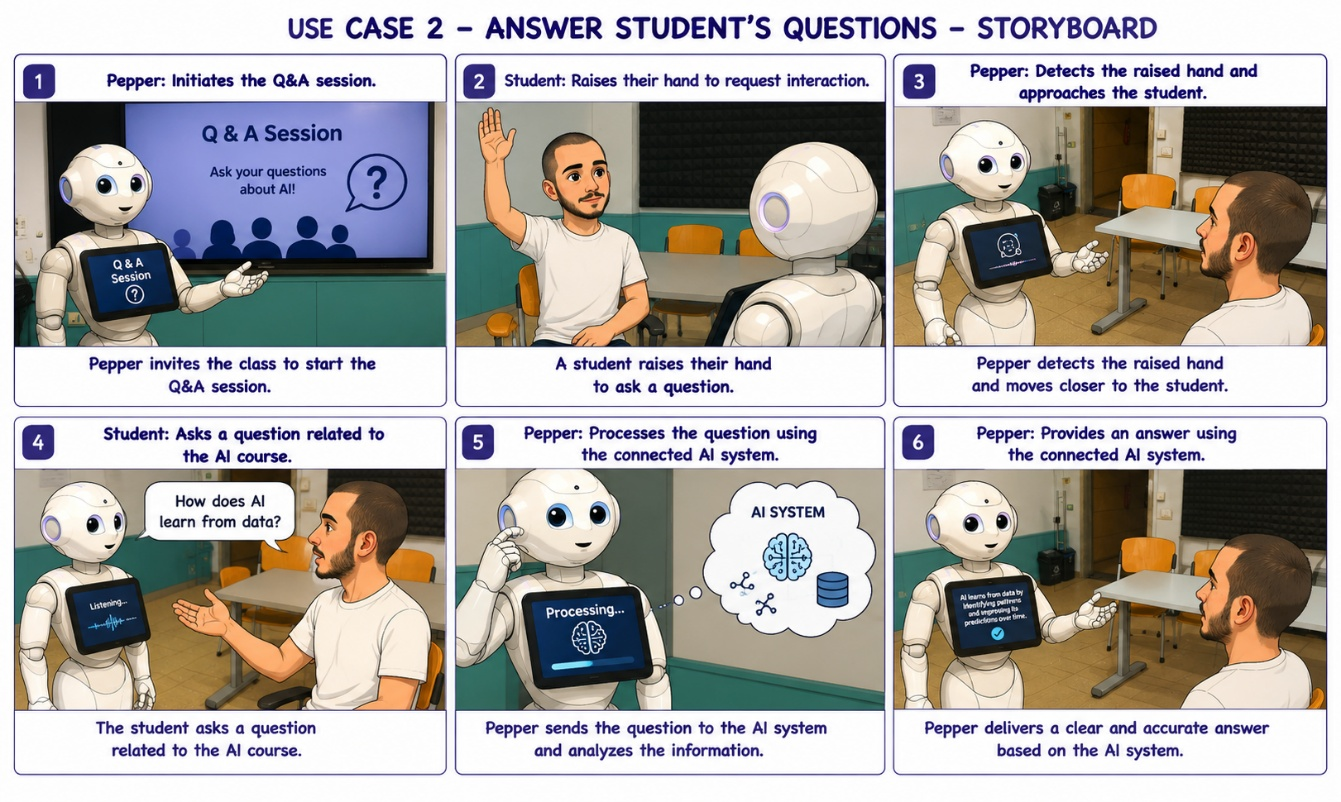 USE CASE 2 – ANSWER STUDENT'S QUESTIONS – STORYBOARD
1
Pepper: Initiates the Q&A session.
Q & A Session
Ask your questions
about AI!
?
Q & A
Session
?
Pepper invites the class to start the
Q&A session.
2
Student: Raises their hand to request interaction.
A student raises their hand
to ask a question.
3
Pepper: Detects the raised hand and
approaches the student.
Pepper detects the raised hand
and moves closer to the student.
4
Student: Asks a question related to
the AI course.
How does AI
learn from data?
Listening...
The student asks a question
related to the AI course.
5
Pepper: Processes the question using
the connected AI system.
AI SYSTEM
Processing...
Pepper sends the question to the AI system
and analyzes the information.
6
Pepper: Provides an answer using
the connected AI system.
AI learns from data by
identifying patterns
and improving its
predictions over time.
Pepper delivers a clear and accurate answer
based on the AI system.